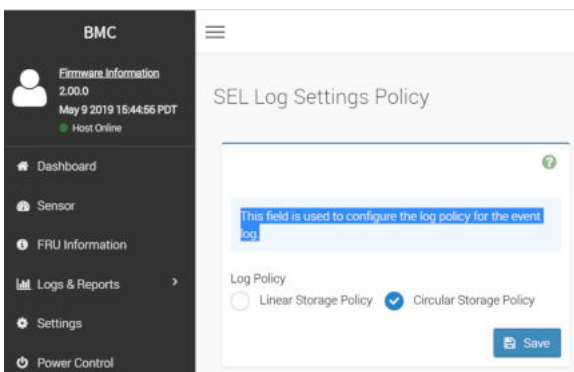 BMC
Firmware Information
2.00.0
May 9 2019 15:44:56 PDT
Host Online
Dashboard
Sensor
FRU Information
Logs & Reports
Settings
Power Control
SEL Log Settings Policy
This field is used to configure the log policy for the event
log.
Log Policy
Linear Storage Policy
Circular Storage Policy
Save